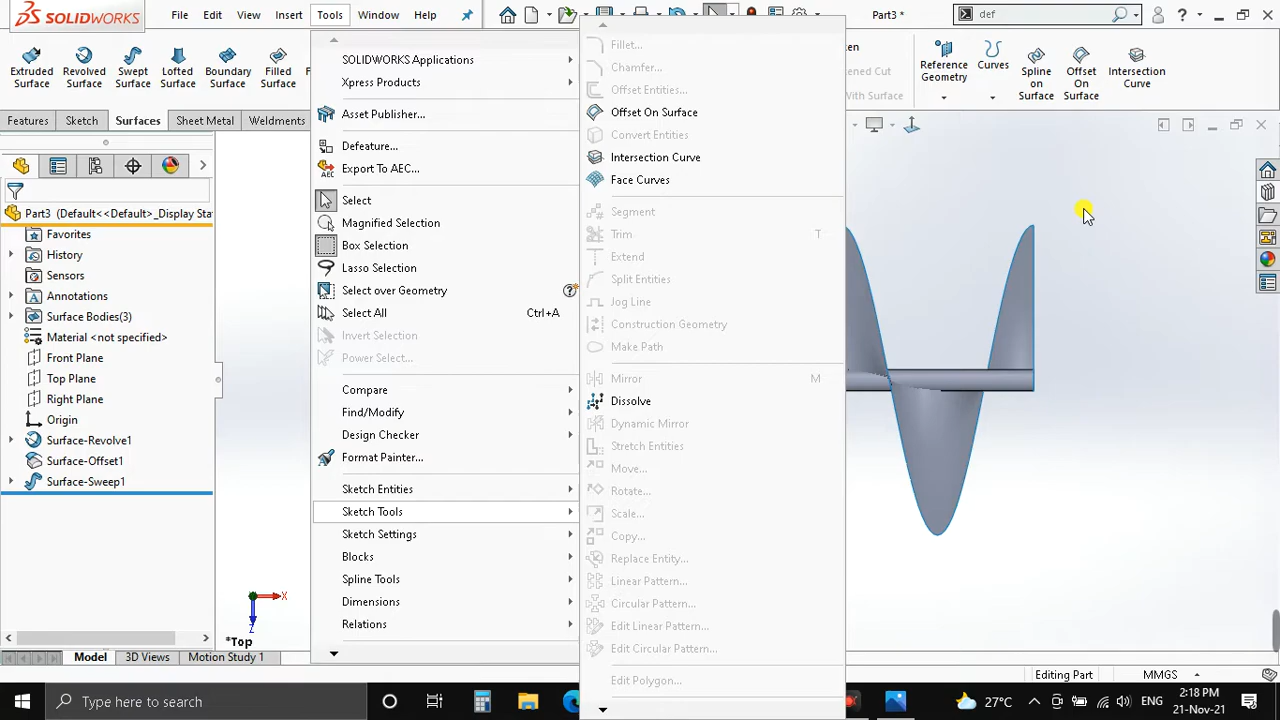 SOLIDWORKS
File
Edit
View
Insert
Tools
Window
Help
Part3 *
def
Extruded Surface
Revolved Surface
Swept Surface
Lofted Surface
Boundary Surface
Filled Surface
Reference Geometry
Curves
Spline on Surface
Offset On Surface
Intersection Curve
Features
Sketch
Surfaces
Sheet Metal
Weldments
Part3 (Default<<Default>_Display Sta
Favorites
History
Sensors
Annotations
Surface Bodies(3)
Material <not specified>
Front Plane
Top Plane
Right Plane
Origin
Surface-Revolve1
Surface-Offset1
Surface-Sweep1
SOLIDWORKS Applications
Xpress Products
Asset Publisher...
Defeature...
Export To AEC...
Select
Magnified Selection
Box Selection
Lasso Selection
Select over Geometry
Select All Ctrl+A
Invert Selection
Power Select...
Compare
Find/Modify
Design Checker
Format Painter...
Sketch Entities
Sketch Tools
Sketch Settings
Blocks
Spline Tools
Dimensions
Relations
Fillet...
Chamfer...
Offset Entities...
Offset On Surface
Convert Entities
Intersection Curve
Face Curves
Segment
Trim T
Extend
Split Entities
Jog Line
Construction Geometry
Make Path
Mirror M
Dissolve
Dynamic Mirror
Stretch Entities
Move...
Rotate...
Scale...
Copy...
Replace Entity...
Linear Pattern...
Circular Pattern...
Edit Linear Pattern...
Edit Circular Pattern...
Edit Polygon...
X
Z
*Top
Model
3D Views
Motion Study 1
Editing Part
MMGS
Type here to search
27°C
ENG
2:18 PM
21-Nov-21